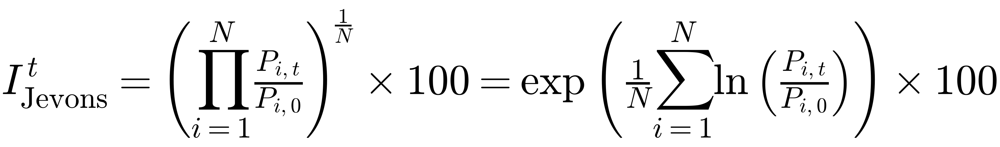 I^t_Jevons = (∏_{i = 1}^{N} P_{i, t} / P_{i, 0})^{1/N} × 100 = exp (1/N ∑_{i = 1}^{N} ln (P_{i, t} / P_{i, 0})) × 100